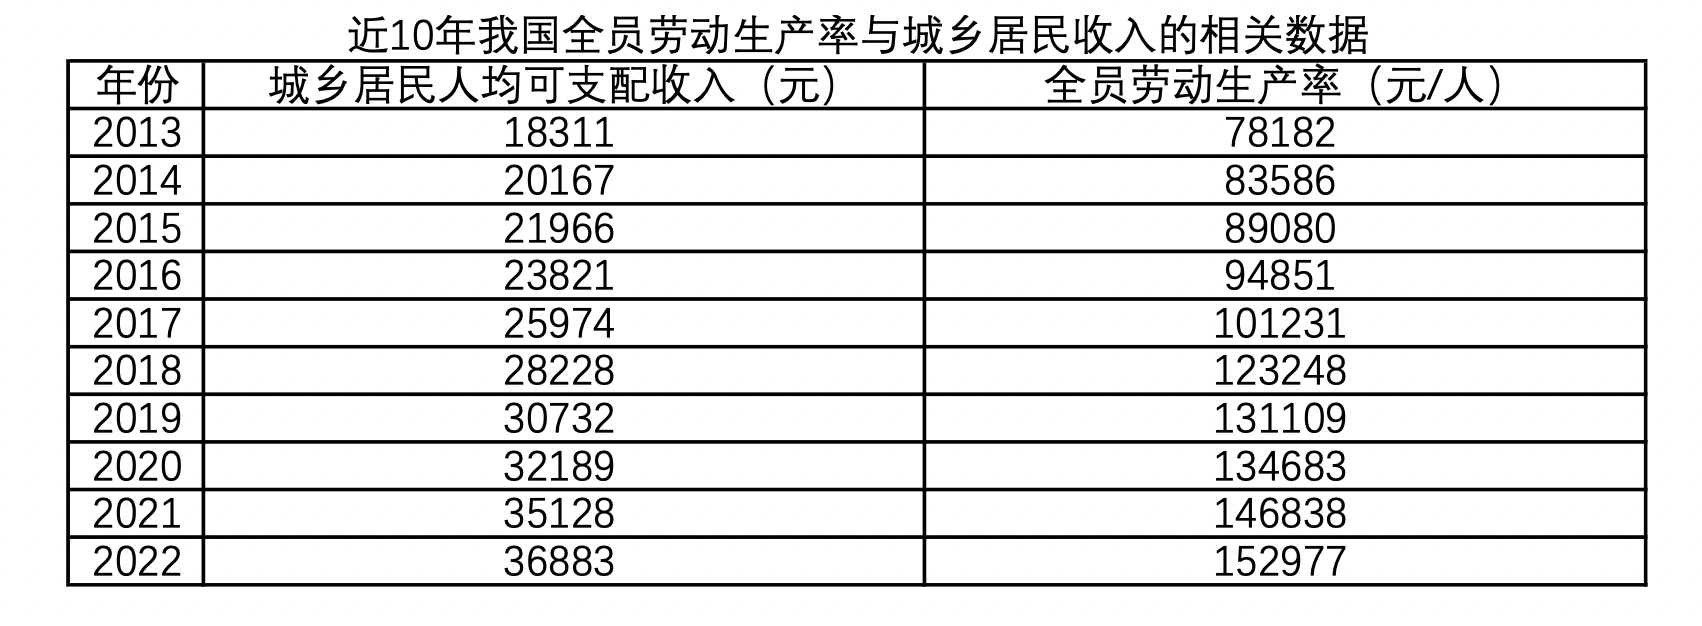 近10年我国全员劳动生产率与城乡居民收入的相关数据
年份 城乡居民人均可支配收入（元） 全员劳动生产率（元/人）
2013 18311 78182
2014 20167 83586
2015 21966 89080
2016 23821 94851
2017 25974 101231
2018 28228 123248
2019 30732 131109
2020 32189 134683
2021 35128 146838
2022 36883 152977